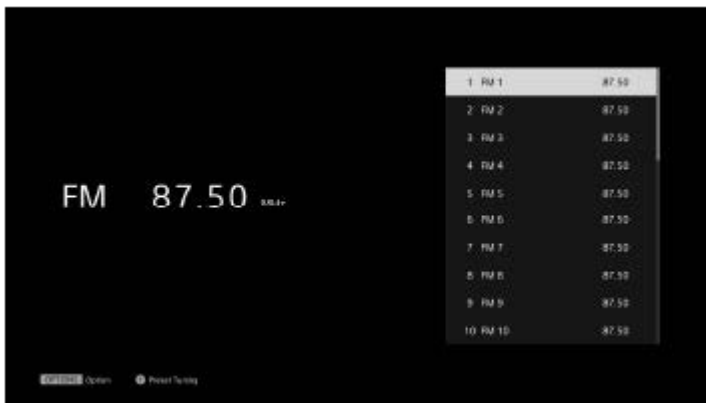 FM 87.50 MHz
1 FM 1 87.50
2 FM 2 87.50
3 FM 3 87.50
4 FM 4 87.50
5 FM 5 87.50
6 FM 6 87.50
7 FM 7 87.50
8 FM 8 87.50
9 FM 9 87.50
10 FM 10 87.50
OPTIONS Option Preset Tuning